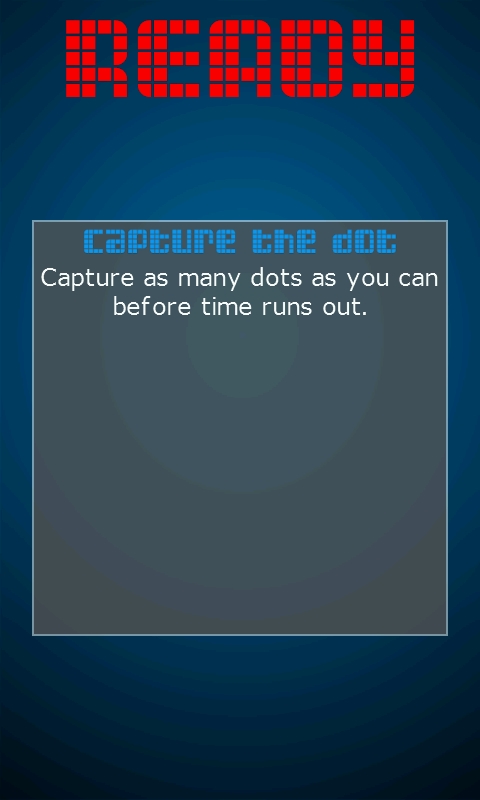 READY
Capture the dot
Capture as many dots as you can
before time runs out.